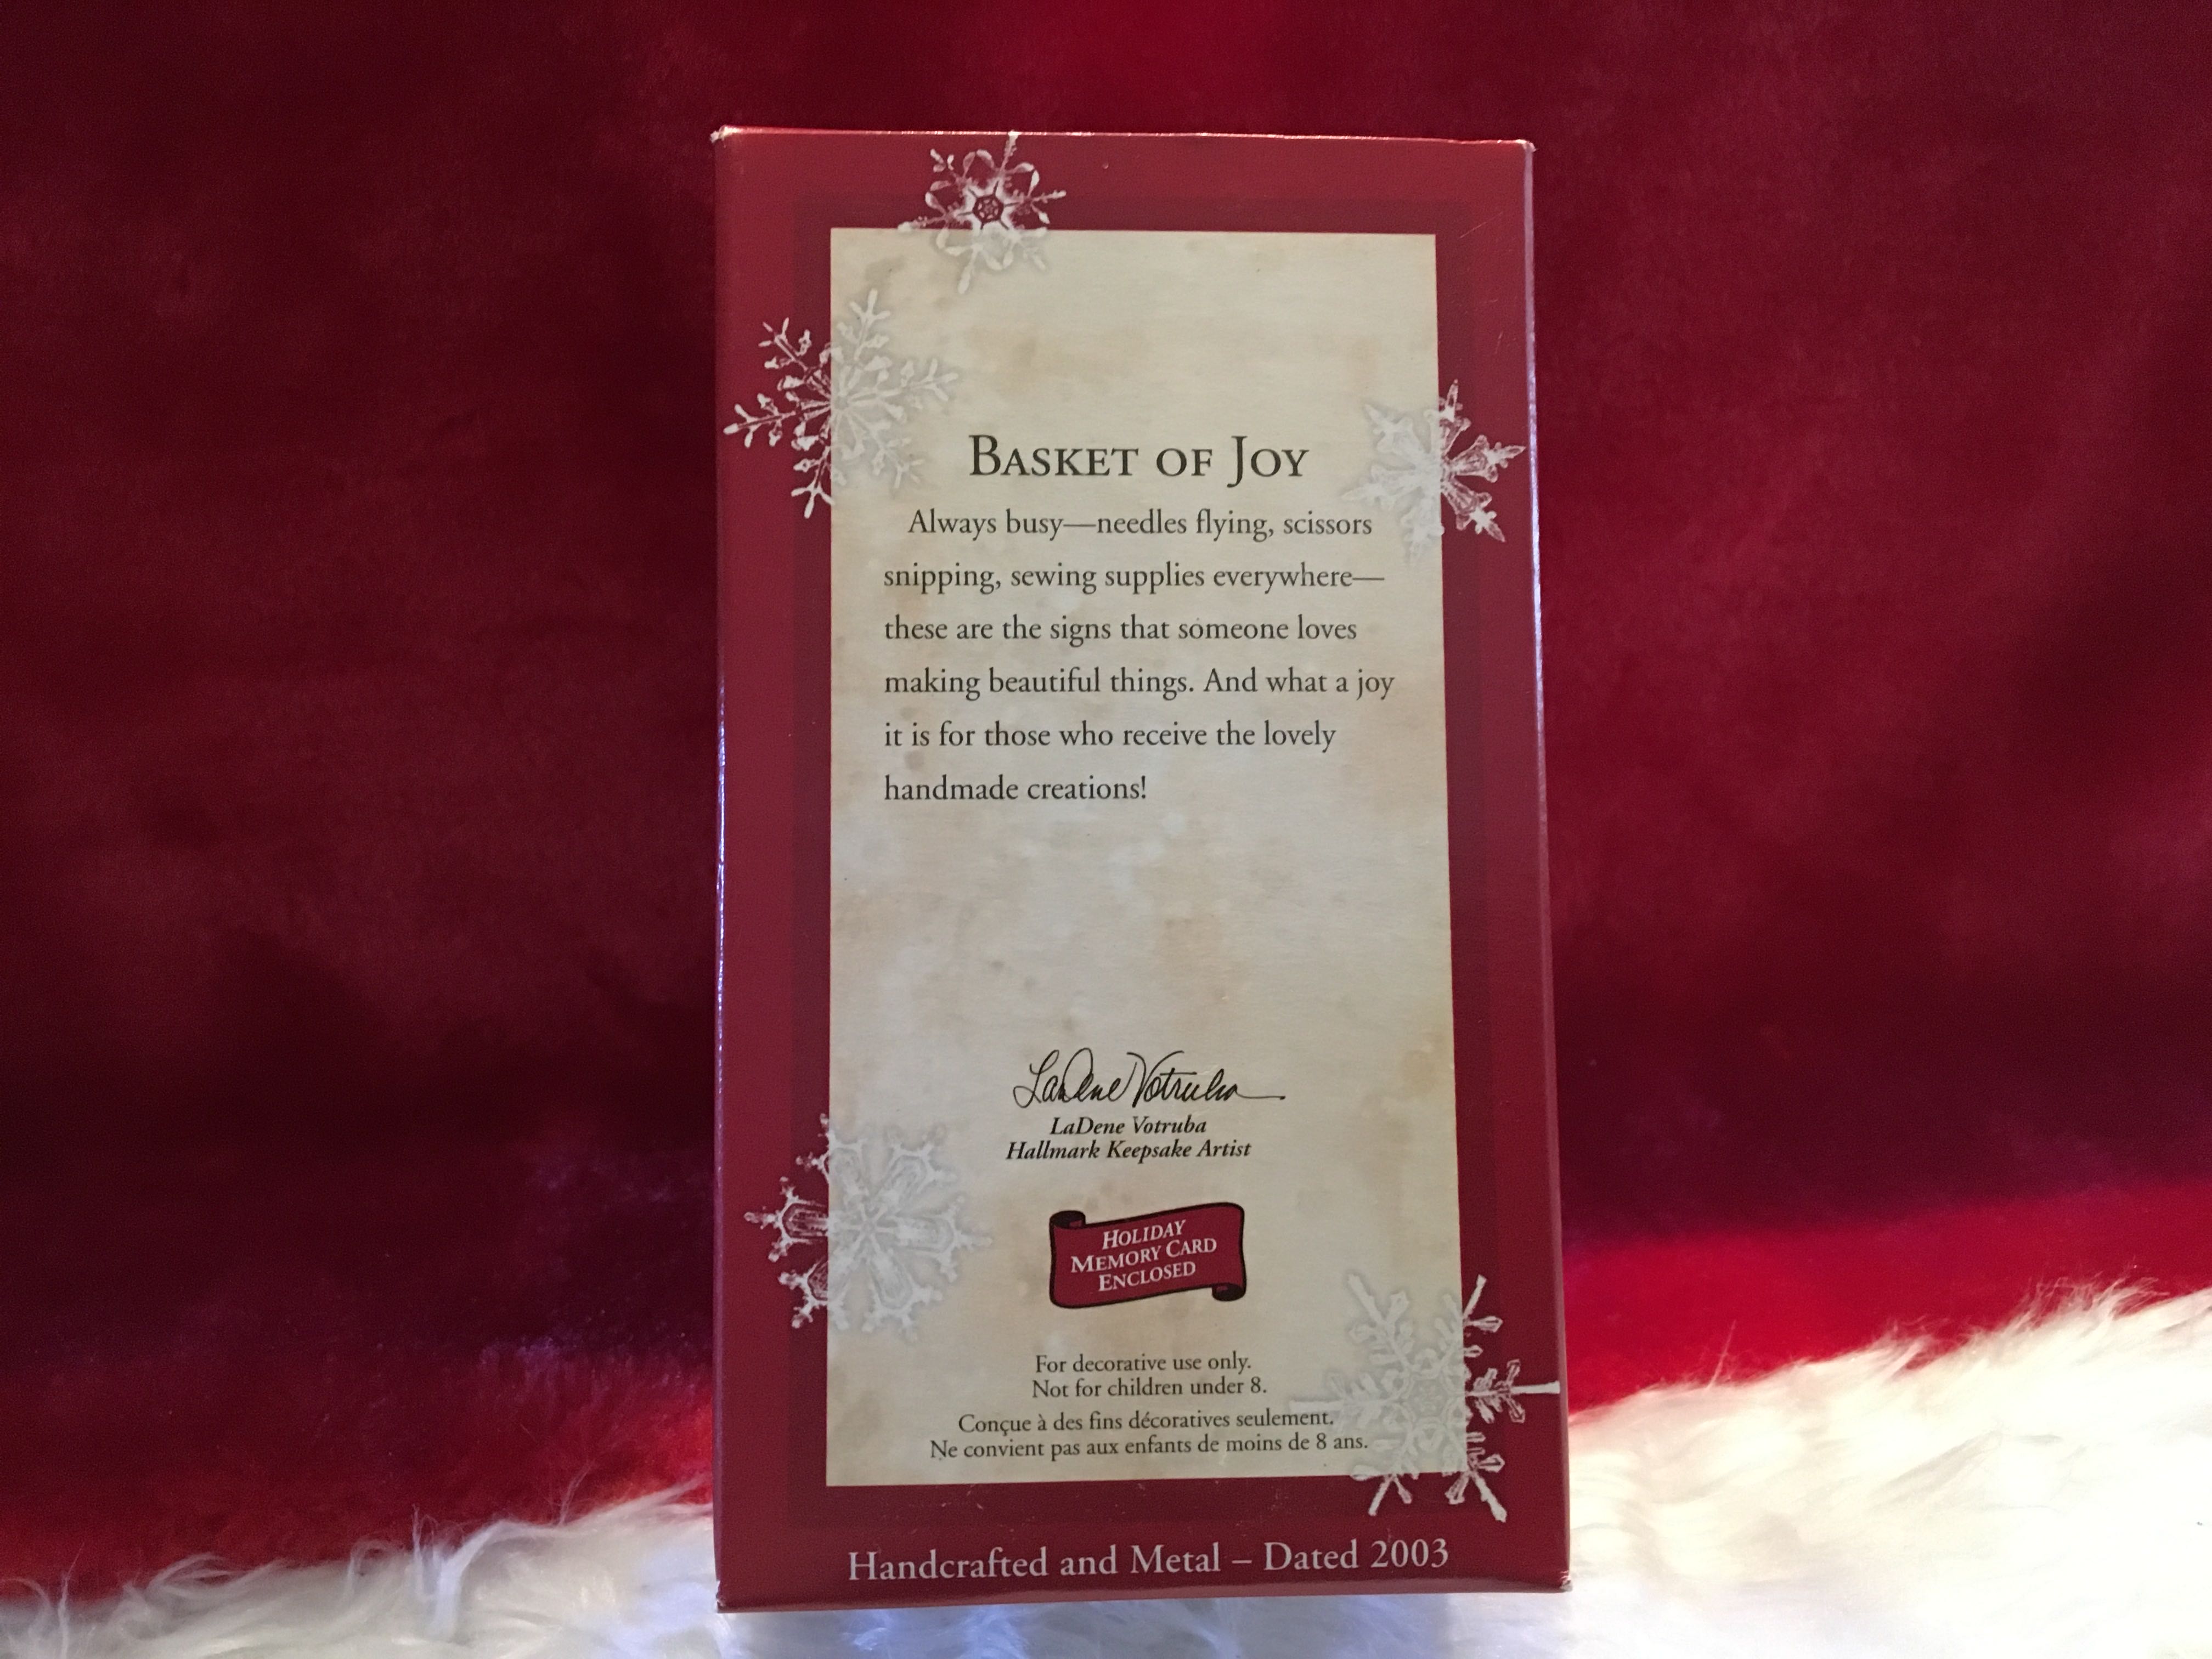 BASKET OF JOY
Always busy—needles flying, scissors
snipping, sewing supplies everywhere—
these are the signs that someone loves
making beautiful things. And what a joy
it is for those who receive the lovely
handmade creations!
LaDene Votruba
LaDene Votruba
Hallmark Keepsake Artist
HOLIDAY
MEMORY CARD
ENCLOSED
For decorative use only.
Not for children under 8.
Conçue à des fins décoratives seulement.
Ne convient pas aux enfants de moins de 8 ans.
Handcrafted and Metal – Dated 2003